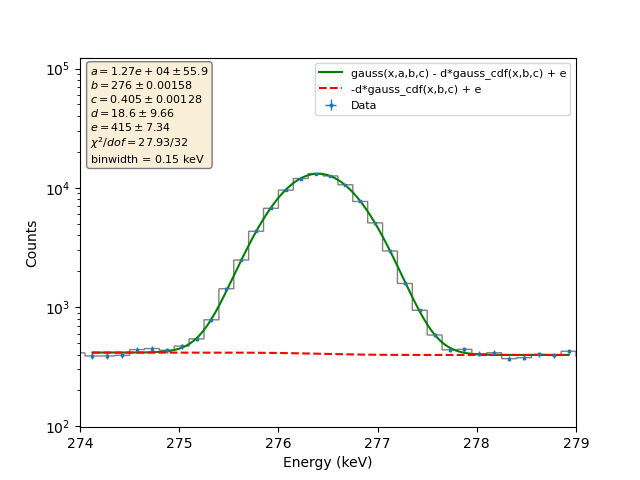 a = 1.27e + 04 ± 55.9
b = 276 ± 0.00158
c = 0.405 ± 0.00128
d = 18.6 ± 9.66
e = 415 ± 7.34
χ²/dof = 27.93/32
binwidth = 0.15 keV
gauss(x,a,b,c) - d*gauss_cdf(x,b,c) + e
-d*gauss_cdf(x,b,c) + e
Data
10⁵
10⁴
10³
10²
Counts
274 275 276 277 278 279
Energy (keV)